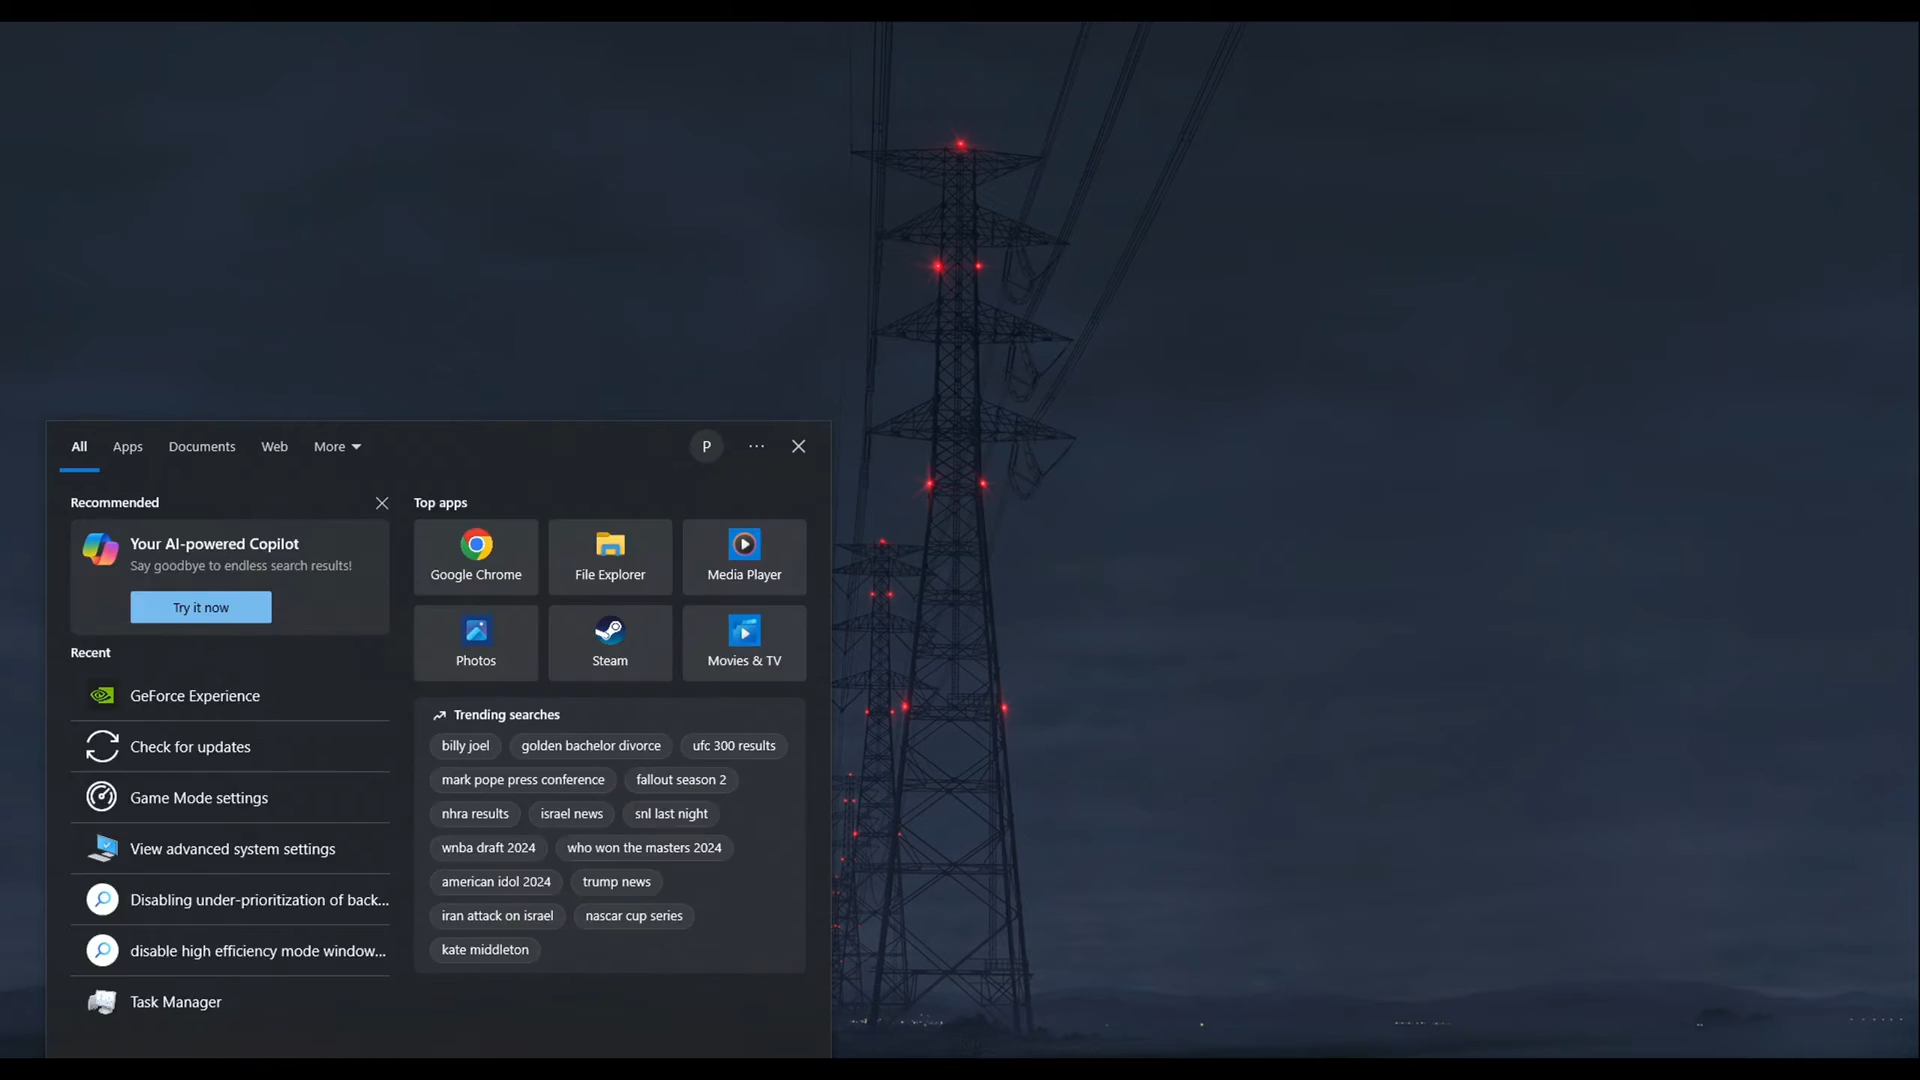 All Apps Documents Web More P
Recommended
Your AI-powered Copilot
Say goodbye to endless search results!
Try it now
Recent
GeForce Experience
Check for updates
Game Mode settings
View advanced system settings
Disabling under-prioritization of back...
disable high efficiency mode window...
Task Manager
Top apps
Google Chrome File Explorer Media Player
Photos Steam Movies & TV
Trending searches
billy joel golden bachelor divorce ufc 300 results
mark pope press conference fallout season 2
nhra results israel news snl last night
wnba draft 2024 who won the masters 2024
american idol 2024 trump news
iran attack on israel nascar cup series
kate middleton